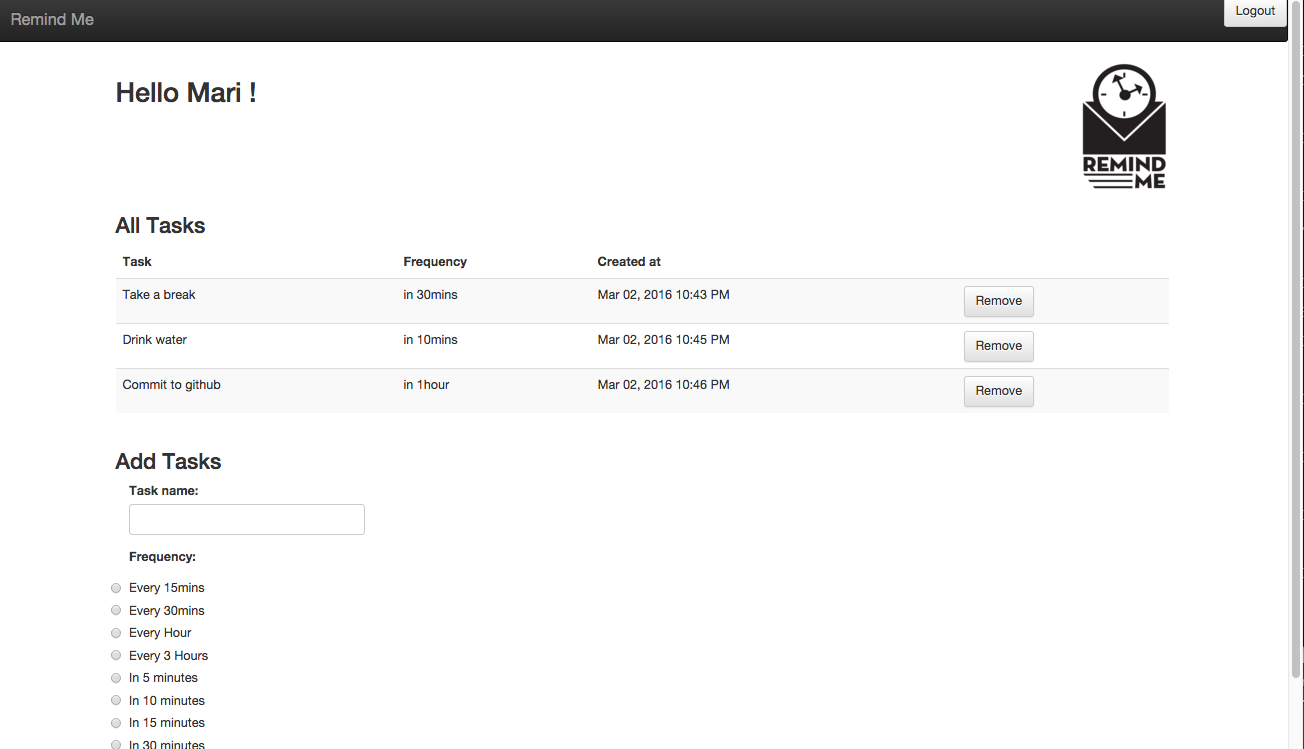 Remind Me
Logout
Hello Mari !
REMIND
ME
All Tasks
Task Frequency Created at
Take a break in 30mins Mar 02, 2016 10:43 PM Remove
Drink water in 10mins Mar 02, 2016 10:45 PM Remove
Commit to github in 1hour Mar 02, 2016 10:46 PM Remove
Add Tasks
Task name:
Frequency:
Every 15mins
Every 30mins
Every Hour
Every 3 Hours
In 5 minutes
In 10 minutes
In 15 minutes
In 30 minutes